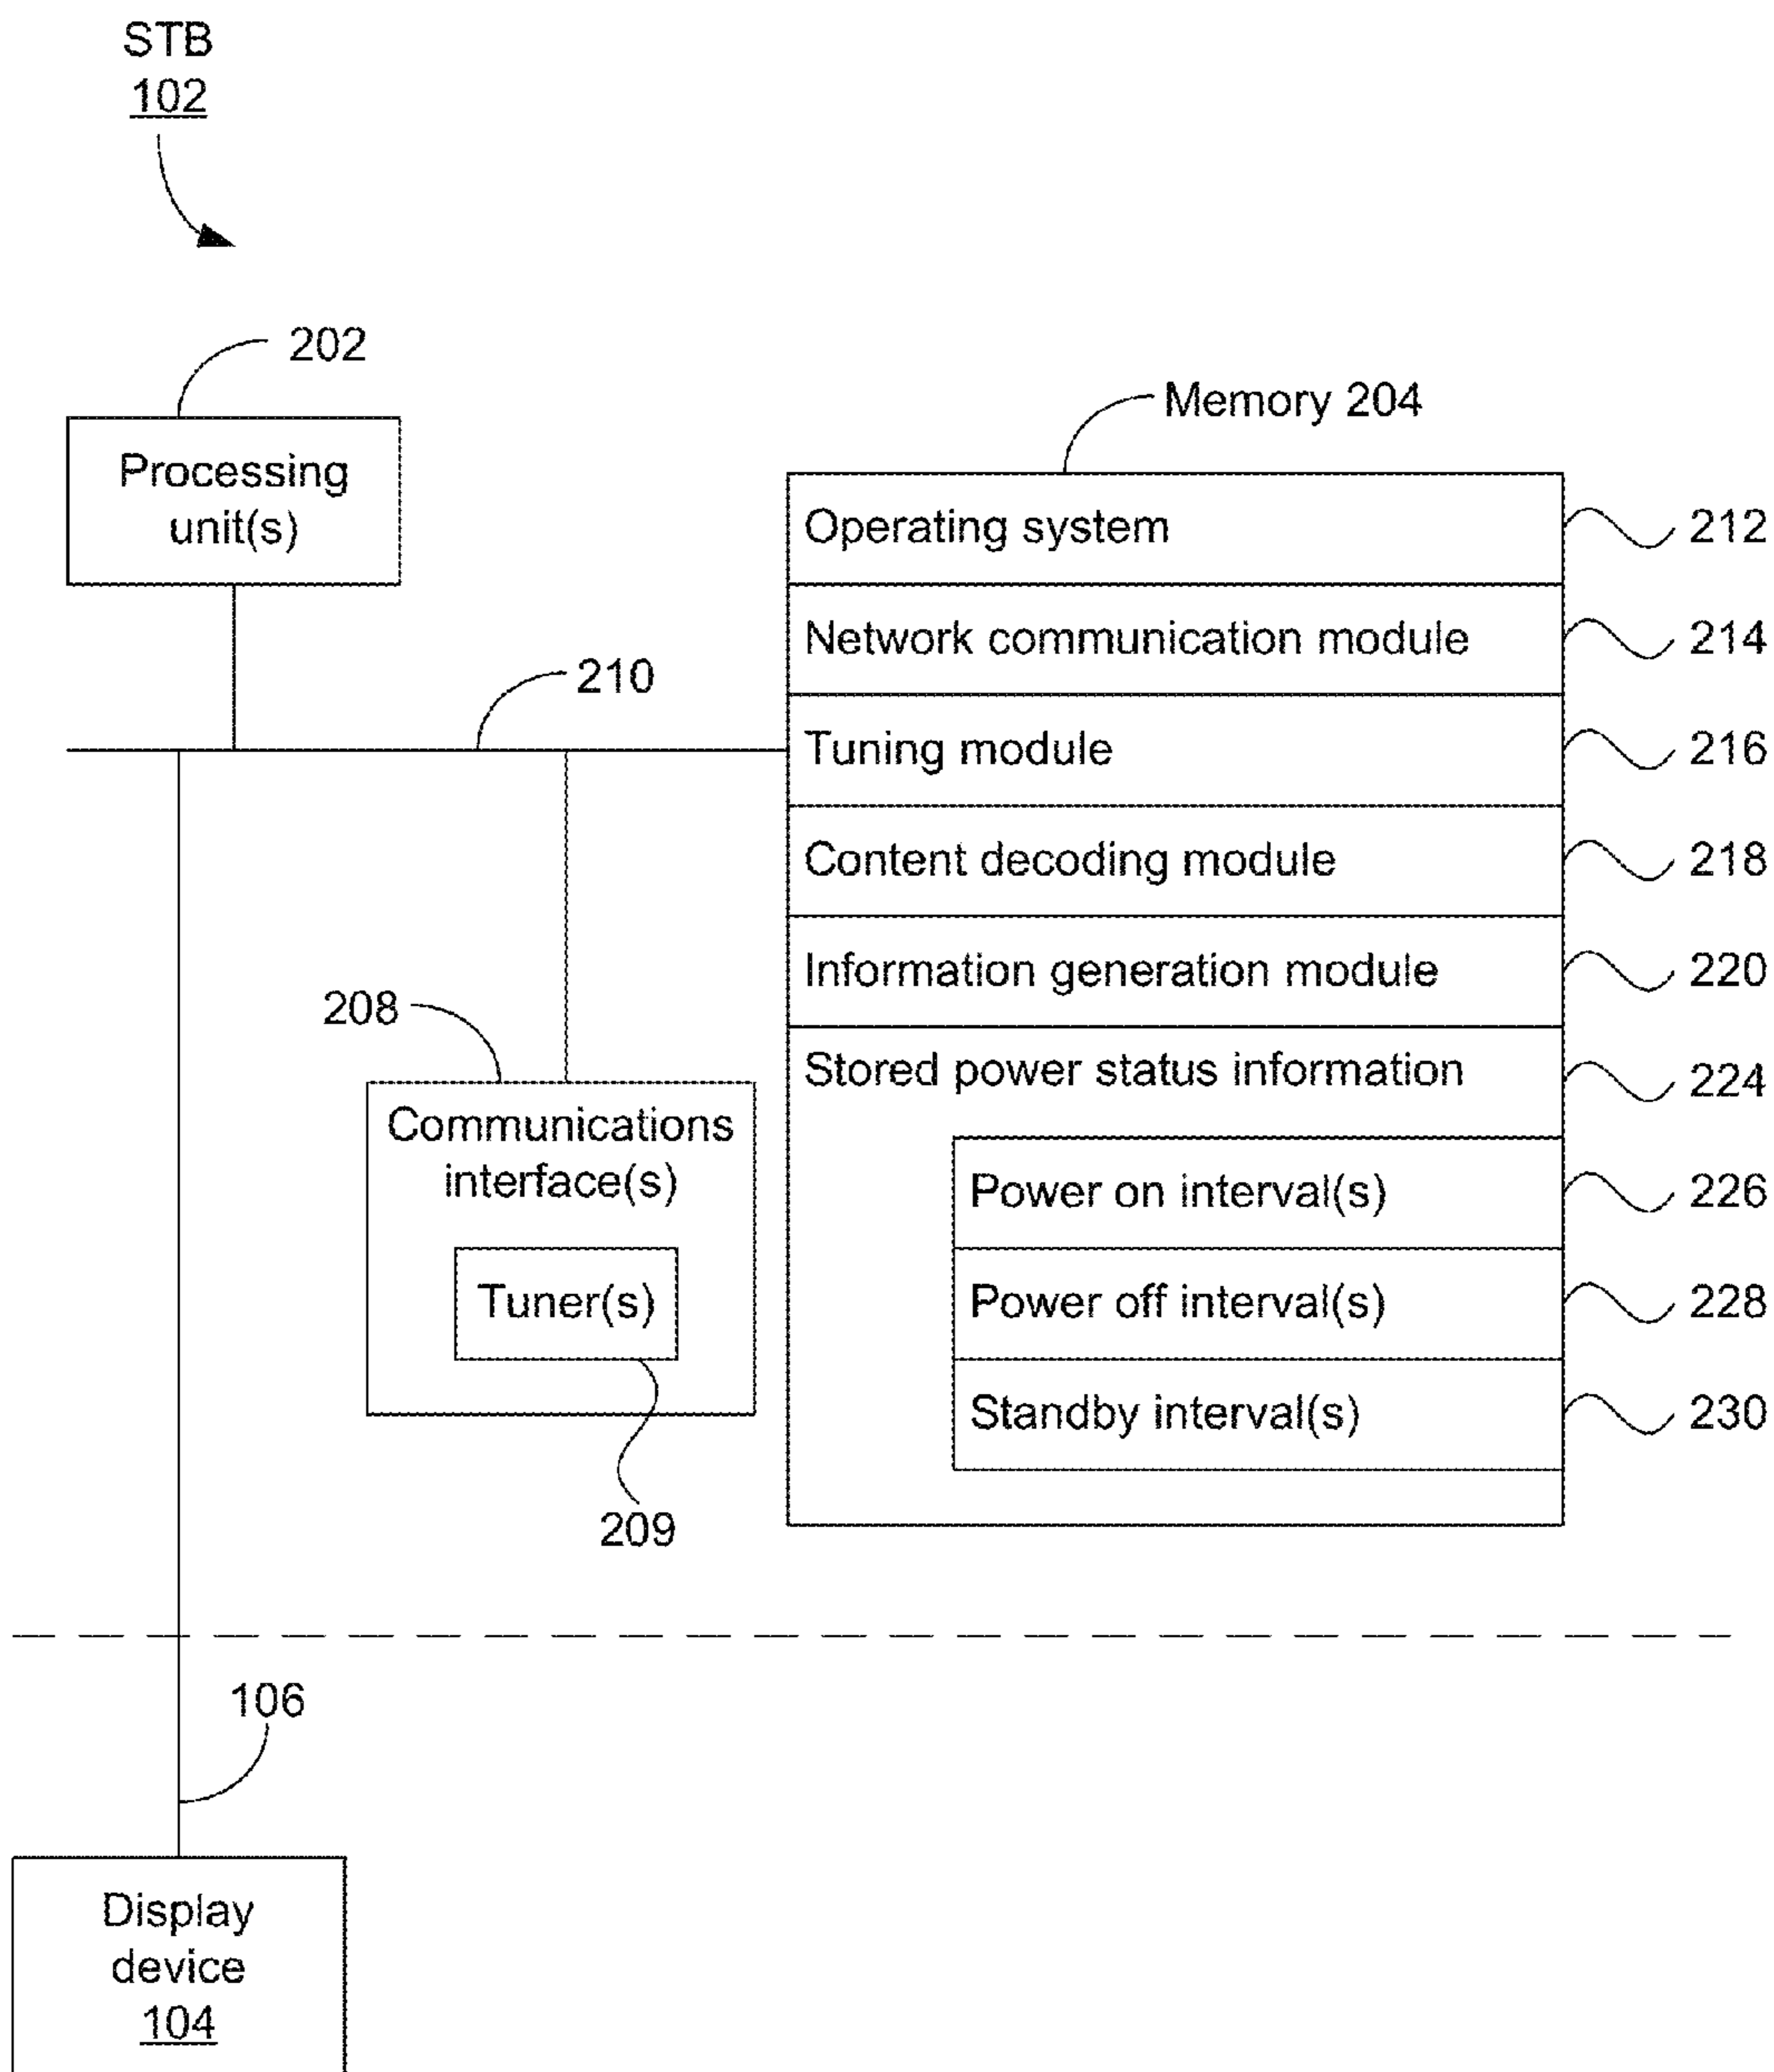 STB
102
202
Processing
unit(s)
Memory 204
Operating system 212
Network communication module 214
210
Tuning module 216
Content decoding module 218
Information generation module 220
208
Stored power status information 224
Communications
interface(s)
Power on interval(s) 226
Tuner(s)
Power off interval(s) 228
Standby interval(s) 230
209
106
Display
device
104